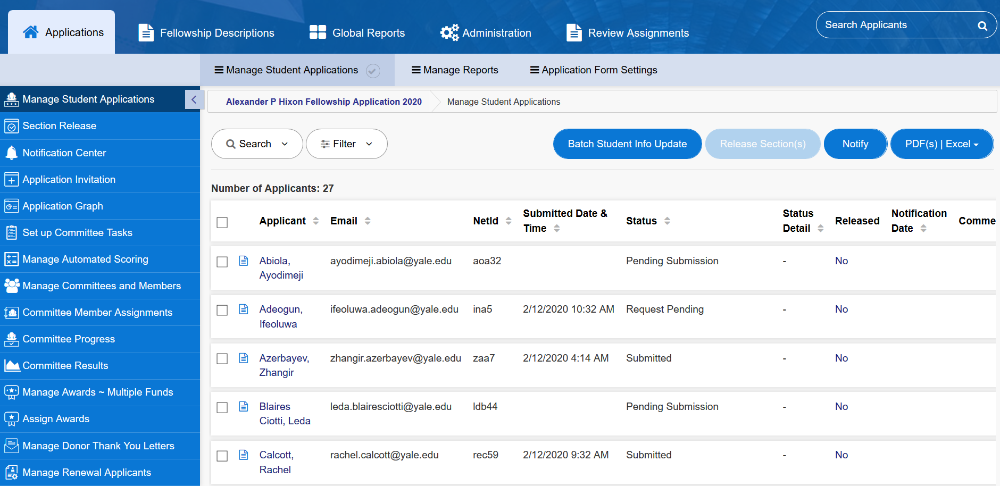 Applications
Fellowship Descriptions
Global Reports
Administration
Review Assignments
Search Applicants
Manage Student Applications
Manage Reports
Application Form Settings
Manage Student Applications
Section Release
Notification Center
Application Invitation
Application Graph
Set up Committee Tasks
Manage Automated Scoring
Manage Committees and Members
Committee Member Assignments
Committee Progress
Committee Results
Manage Awards ~ Multiple Funds
Assign Awards
Manage Donor Thank You Letters
Manage Renewal Applicants
Alexander P Hixon Fellowship Application 2020
Manage Student Applications
Search
Filter
Batch Student Info Update
Release Section(s)
Notify
PDF(s) | Excel
Number of Applicants: 27
Applicant
Email
NetId
Submitted Date &
Time
Status
Status
Detail
Released
Notification
Date
Comme
Abiola,
Ayodimeji
ayodimeji.abiola@yale.edu
aoa32
Pending Submission
-
No
Adeogun,
Ifeoluwa
ifeoluwa.adeogun@yale.edu
ina5
2/12/2020 10:32 AM
Request Pending
-
No
Azerbayev,
Zhangir
zhangir.azerbayev@yale.edu
zaa7
2/12/2020 4:14 AM
Submitted
-
No
Blaires
Ciotti, Leda
leda.blairesciotti@yale.edu
ldb44
Pending Submission
-
No
Calcott,
Rachel
rachel.calcott@yale.edu
rec59
2/12/2020 9:32 AM
Submitted
-
No